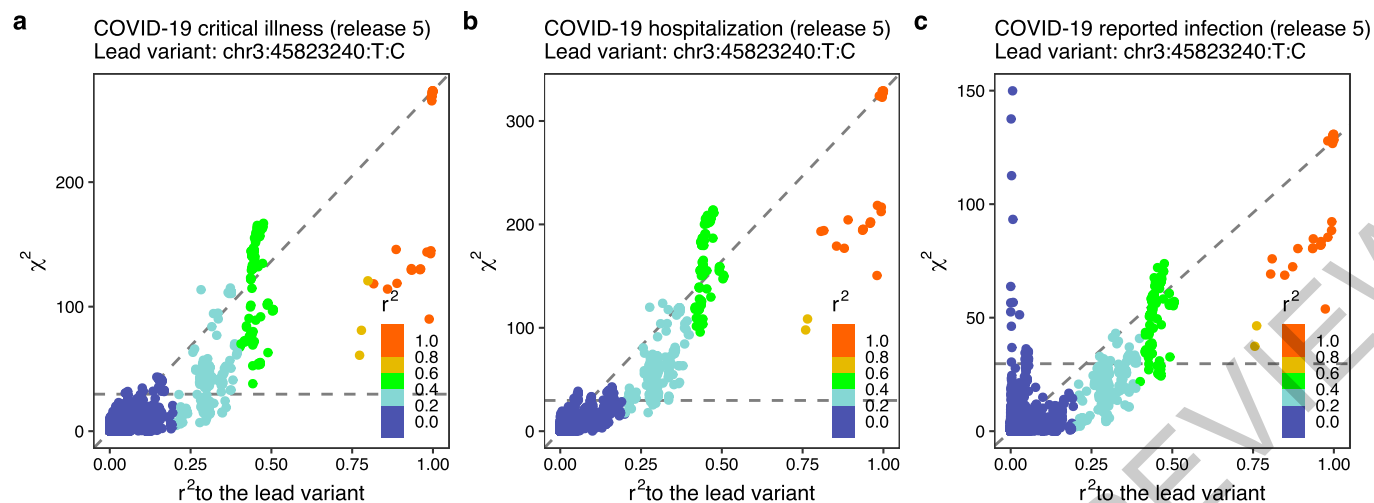 a
COVID-19 critical illness (release 5)
Lead variant: chr3:45823240:T:C
χ²
200
100
0
0.00 0.25 0.50 0.75 1.00
r²to the lead variant
r²
1.0
0.8
0.6
0.4
0.2
0.0
b
COVID-19 hospitalization (release 5)
Lead variant: chr3:45823240:T:C
χ²
300
200
100
0
0.00 0.25 0.50 0.75 1.00
r²to the lead variant
r²
1.0
0.8
0.6
0.4
0.2
0.0
c
COVID-19 reported infection (release 5)
Lead variant: chr3:45823240:T:C
χ²
150
100
50
0
0.00 0.25 0.50 0.75 1.00
r²to the lead variant
r²
1.0
0.8
0.6
0.4
0.2
0.0